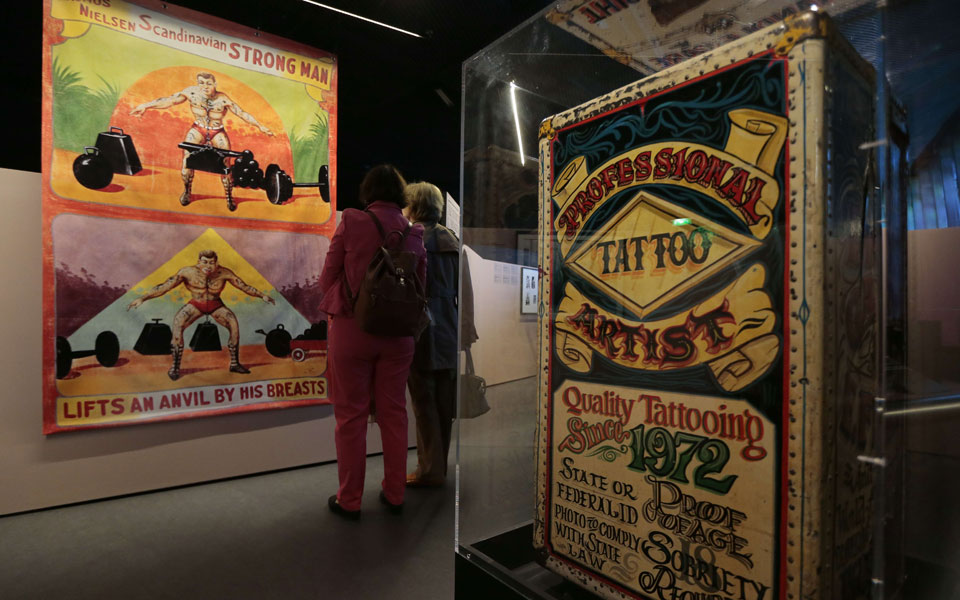 NIELSEN Scandinavian STRONG MAN
LIFTS AN ANVIL BY HIS BREASTS
PROFESSIONAL
TATTOO
ARTIST
Quality Tattooing
Since 1972
STATE OR
FEDERAL ID
PHOTO TO COMPLY
WITH STATE
LAW
PROOF
OF AGE
18
SOBRIETY